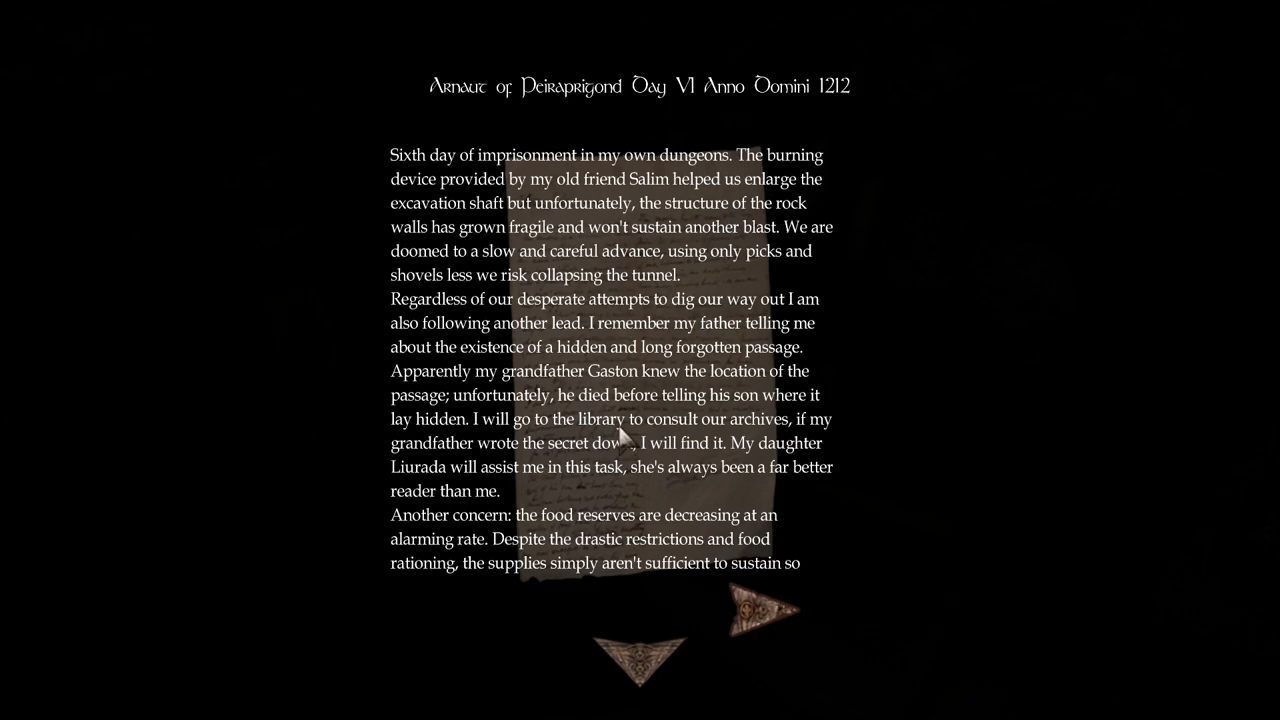 Arnaut of Peiraprigond Day VI Anno Domini 1212
Sixth day of imprisonment in my own dungeons. The burning
device provided by my old friend Salim helped us enlarge the
excavation shaft but unfortunately, the structure of the rock
walls has grown fragile and won't sustain another blast. We are
doomed to a slow and careful advance, using only picks and
shovels less we risk collapsing the tunnel.
Regardless of our desperate attempts to dig our way out I am
also following another lead. I remember my father telling me
about the existence of a hidden and long forgotten passage.
Apparently my grandfather Gaston knew the location of the
passage; unfortunately, he died before telling his son where it
lay hidden. I will go to the library to consult our archives, if my
grandfather wrote the secret down, I will find it. My daughter
Liurada will assist me in this task, she's always been a far better
reader than me.
Another concern: the food reserves are decreasing at an
alarming rate. Despite the drastic restrictions and food
rationing, the supplies simply aren't sufficient to sustain so